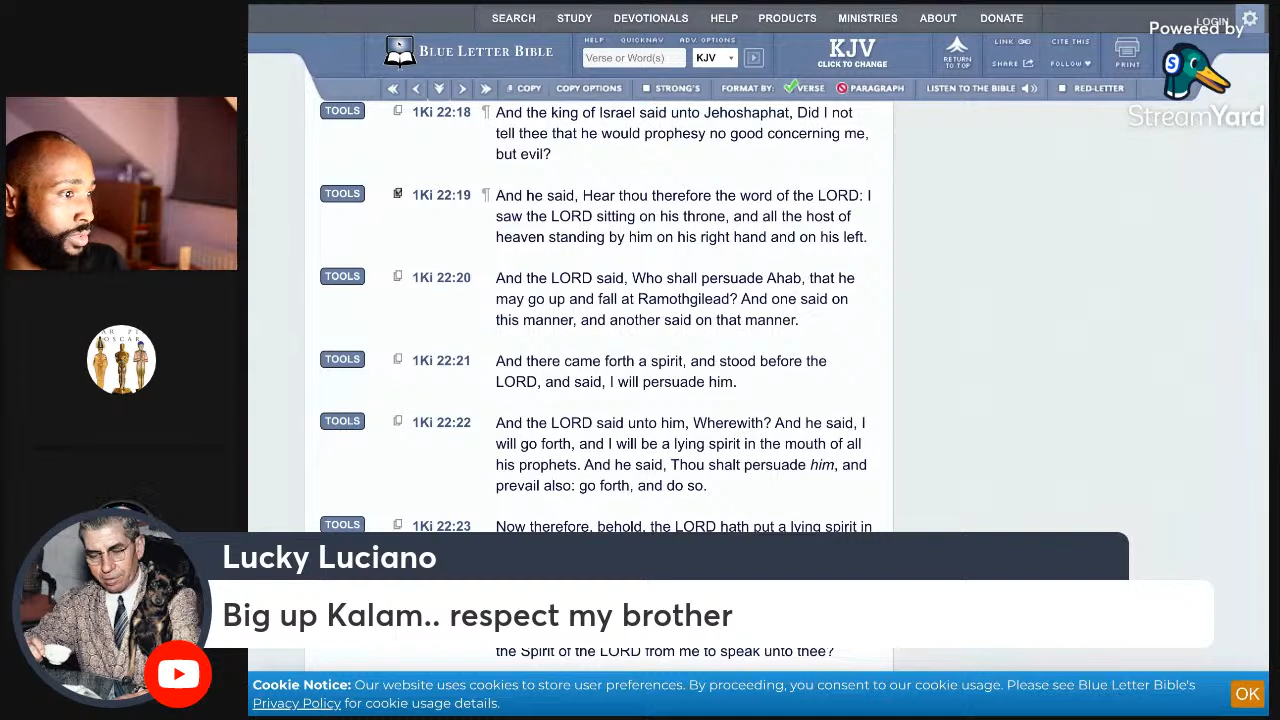 SEARCH STUDY DEVOTIONALS HELP PRODUCTS MINISTRIES ABOUT DONATE LOGIN
Powered by
StreamYard
BLUE LETTER BIBLE
HELP QUICKNAV ADV. OPTIONS
Verse or Word(s) KJV
KJV
CLICK TO CHANGE
RETURN
TO TOP
LINK CITE THIS
SHARE FOLLOW
PRINT
COPY COPY OPTIONS STRONG'S FORMAT BY: VERSE PARAGRAPH LISTEN TO THE BIBLE RED-LETTER
TOOLS 1Ki 22:18 ¶ And the king of Israel said unto Jehoshaphat, Did I not
tell thee that he would prophesy no good concerning me,
but evil?
TOOLS 1Ki 22:19 ¶ And he said, Hear thou therefore the word of the LORD: I
saw the LORD sitting on his throne, and all the host of
heaven standing by him on his right hand and on his left.
TOOLS 1Ki 22:20 And the LORD said, Who shall persuade Ahab, that he
may go up and fall at Ramothgilead? And one said on
this manner, and another said on that manner.
TOOLS 1Ki 22:21 And there came forth a spirit, and stood before the
LORD, and said, I will persuade him.
TOOLS 1Ki 22:22 And the LORD said unto him, Wherewith? And he said, I
will go forth, and I will be a lying spirit in the mouth of all
his prophets. And he said, Thou shalt persuade him, and
prevail also: go forth, and do so.
TOOLS 1Ki 22:23 Now therefore, behold, the LORD hath put a lying spirit in
Lucky Luciano
Big up Kalam.. respect my brother
the Spirit of the LORD from me to speak unto thee?
Cookie Notice: Our website uses cookies to store user preferences. By proceeding, you consent to our cookie usage. Please see Blue Letter Bible's
Privacy Policy for cookie usage details.
OK